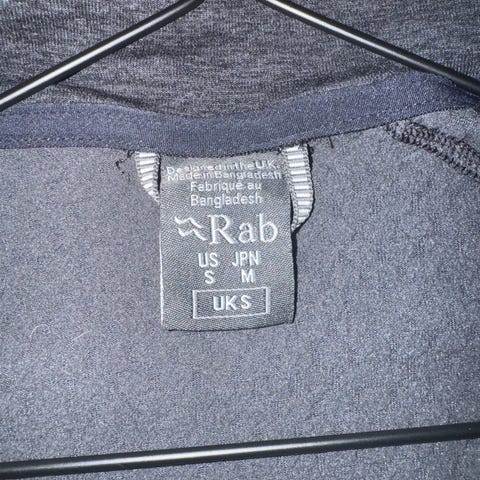 Designed in the U.K.
Made in Bangladesh
Fabriqué au
Bangladesh
Rab
US JPN
S M
UK S